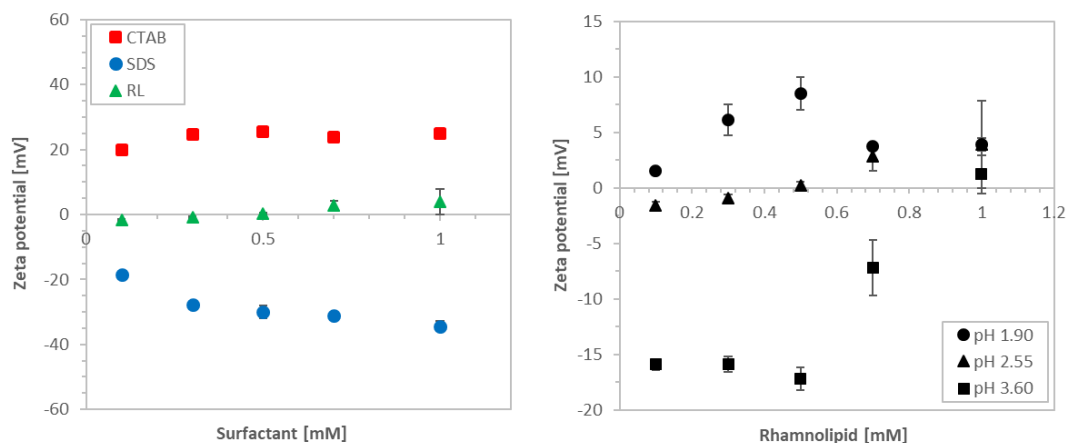 60
40
20
0
-20
-40
-60
0
0.5
1
CTAB
SDS
RL
Zeta potential [mV]
Surfactant [mM]
15
10
5
0
-5
-10
-15
-20
0
0.2
0.4
0.6
0.8
1
1.2
pH 1.90
pH 2.55
pH 3.60
Zeta potential [mV]
Rhamnolipid [mM]